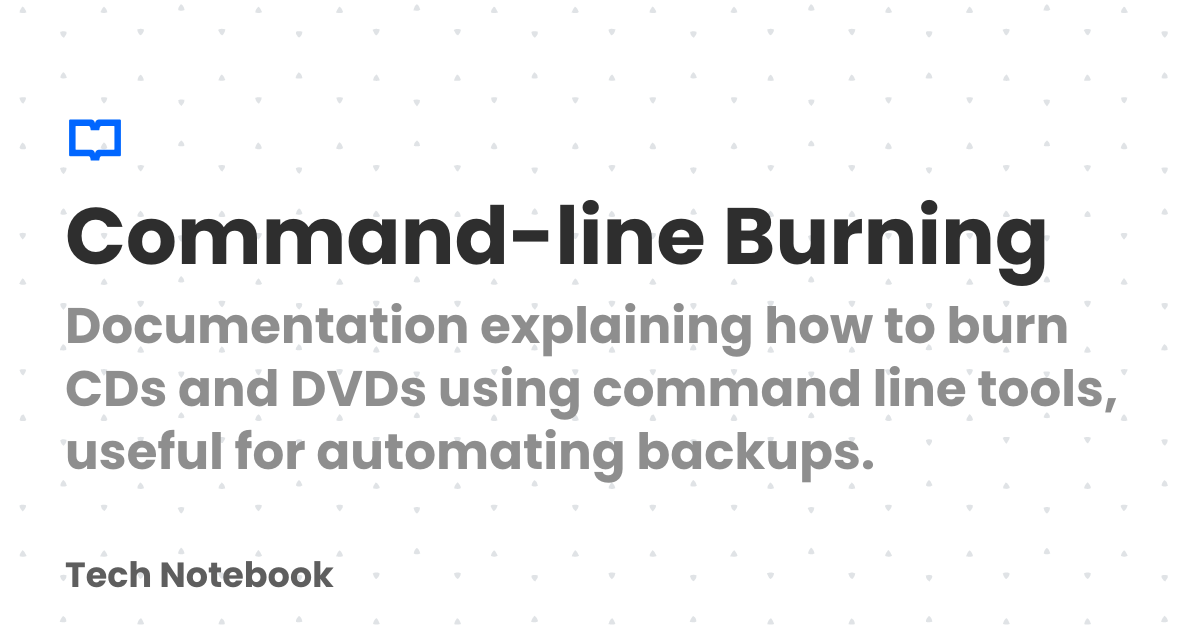 Command-line Burning
Documentation explaining how to burn
CDs and DVDs using command line tools,
useful for automating backups.
Tech Notebook